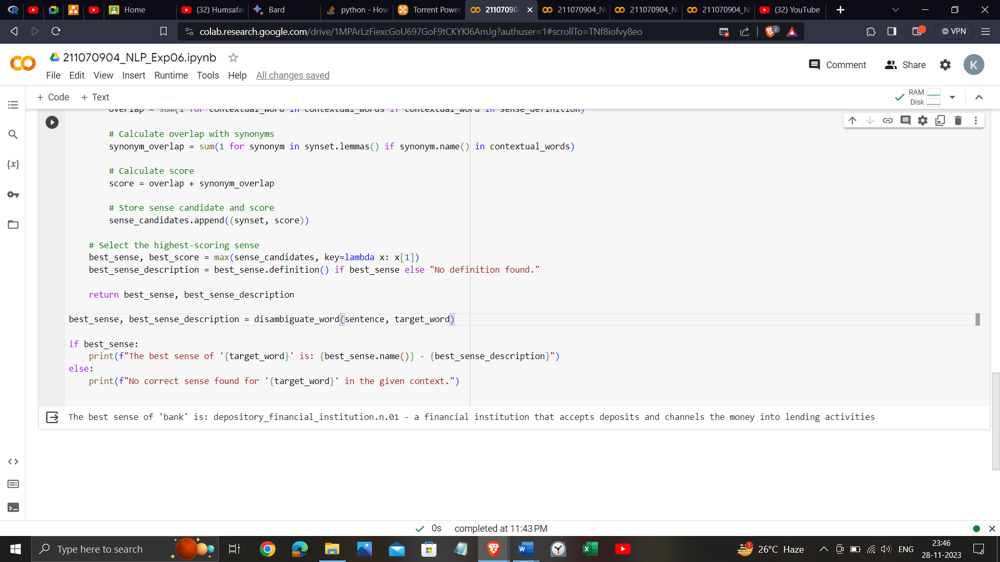 Home
(32) Humsafar
Bard
python - How
Torrent Power
21107090
211070904_NL
211070904_NL
211070904_NL
(32) YouTube
colab.research.google.com/drive/1MPArLzFiexcGoU697GoF9tCKYKI6AmJg?authuser=1#scrollTo=TNf8iofvy8eo
2
VPN
CO
211070904_NLP_Exp06.ipynb
Comment
Share
K
File Edit View Insert Runtime Tools Help All changes saved
+ Code + Text
RAM
Disk
overlap = sum(1 for contextual_word in contextual_words if contextual_word in sense_definition)
# Calculate overlap with synonyms
synonym_overlap = sum(1 for synonym in synset.lemmas() if synonym.name() in contextual_words)
# Calculate score
score = overlap + synonym_overlap
# Store sense candidate and score
sense_candidates.append((synset, score))
# Select the highest-scoring sense
best_sense, best_score = max(sense_candidates, key=lambda x: x[1])
best_sense_description = best_sense.definition() if best_sense else "No definition found."
return best_sense, best_sense_description
best_sense, best_sense_description = disambiguate_word(sentence, target_word)
if best_sense:
print(f"The best sense of '{target_word}' is: {best_sense.name()} - {best_sense_description}")
else:
print(f"No correct sense found for '{target_word}' in the given context.")
The best sense of 'bank' is: depository_financial_institution.n.01 - a financial institution that accepts deposits and channels the money into lending activities
{x}
0s completed at 11:43 PM
Type here to search
1
26°C Haze
ENG
23:46
28-11-2023